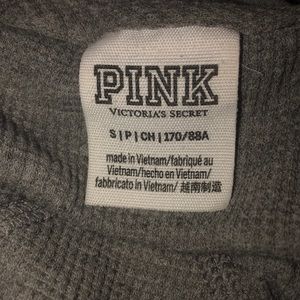 PINK
VICTORIA'S SECRET
S|P|CH|170/88A
made in Vietnam/fabriqué au
Vietnam/hecho en Vietnam/
fabbricato in Vietnam/ 越南制造